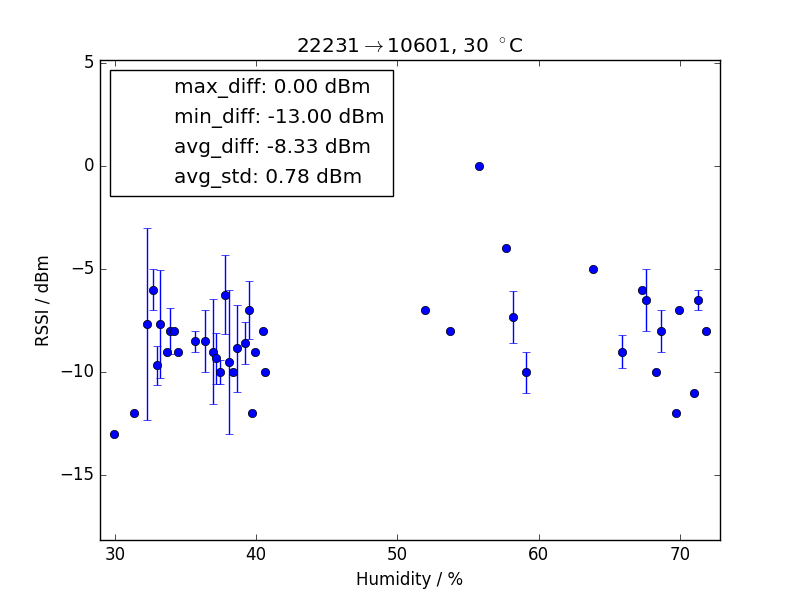 22231→10601, 30 °C
max_diff: 0.00 dBm
min_diff: -13.00 dBm
avg_diff: -8.33 dBm
avg_std: 0.78 dBm
5
0
−5
−10
−15
RSSI / dBm
30 40 50 60 70
Humidity / %